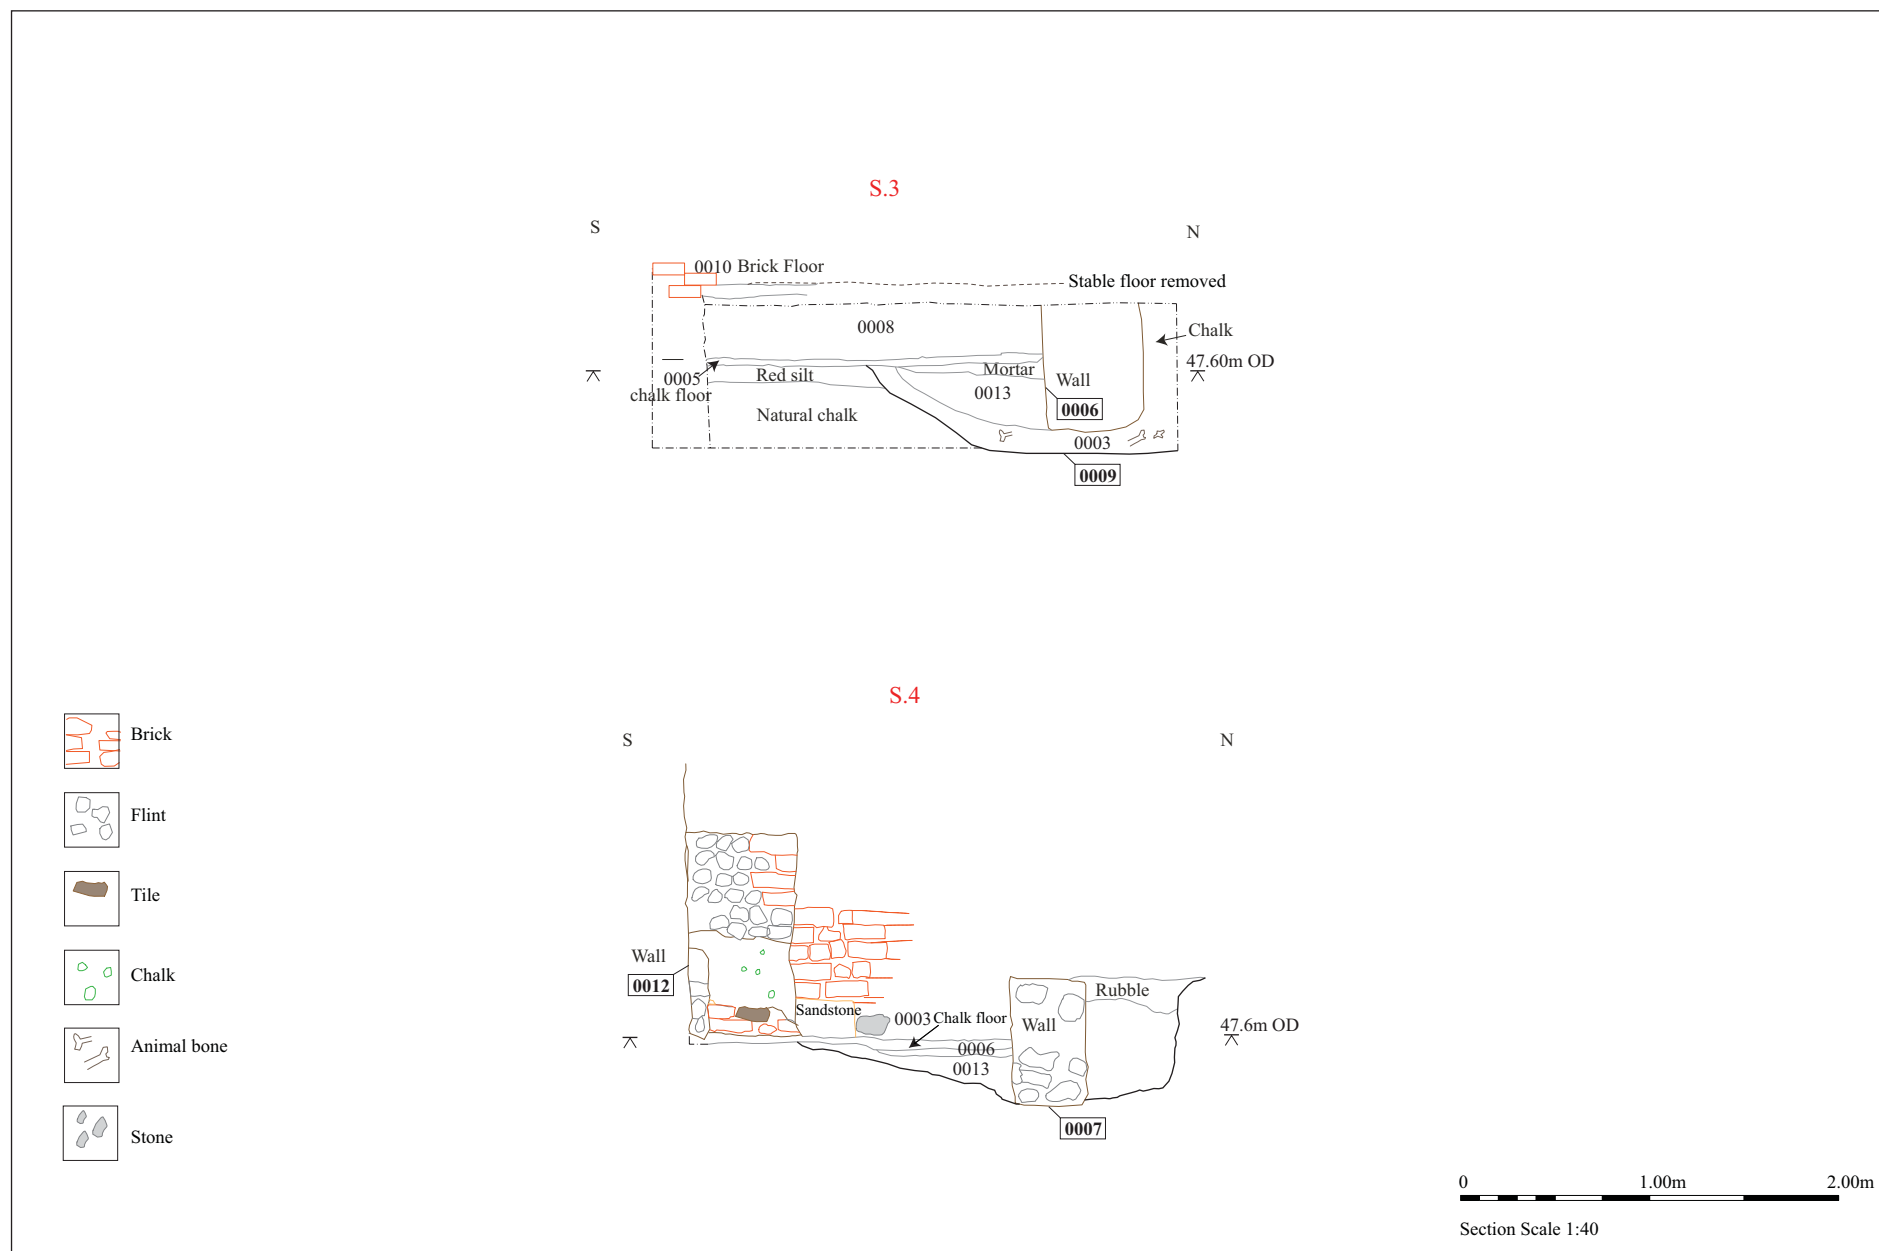 S.3
S
N
0010 Brick Floor
Stable floor removed
0008
Chalk
47.60m OD
0005
chalk floor
Red silt
Mortar
0013
Wall
0006
Natural chalk
0003
0009
S.4
S
N
Brick
Flint
Tile
Chalk
Animal bone
Stone
Wall
0012
Sandstone
0003 Chalk floor
0006
0013
Wall
Rubble
47.6m OD
0007
0 1.00m 2.00m
Section Scale 1:40